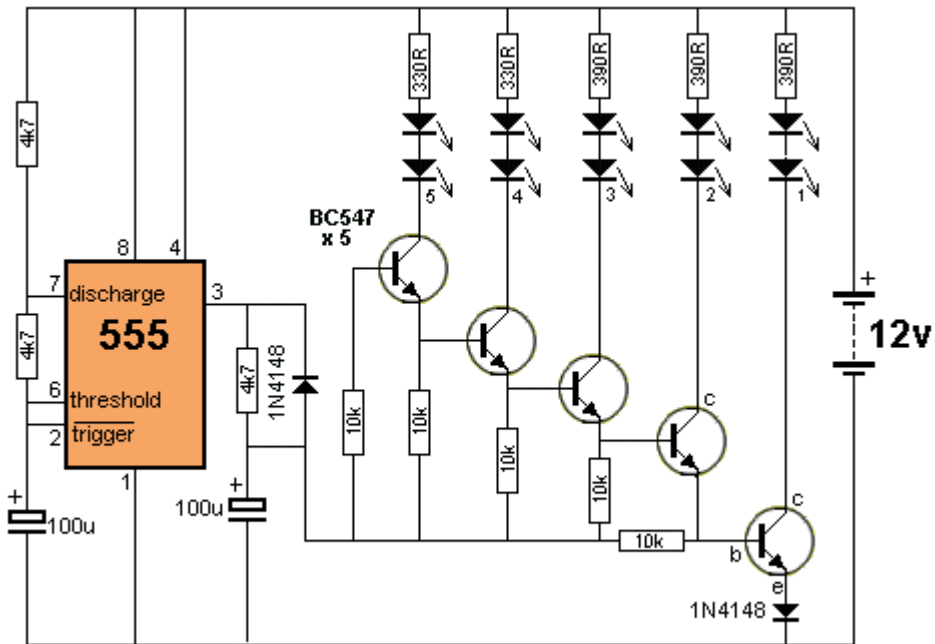 330R
330R
390R
390R
390R
4k7
5
4
3
2
1
BC547
x 5
8
4
7
discharge
3
+
555
12v
4k7
4k7
1N4148
6
threshold
10k
10k
c
2
trigger
10k
10k
1
+
+
100u
100u
c
10k
b
e
1N4148